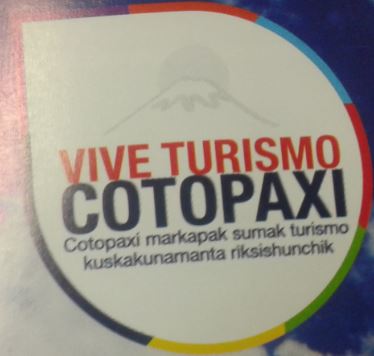 VIVE TURISMO
COTOPAXI
Cotopaxi markapak sumak turismo
kuskakunamanta riksishunchik